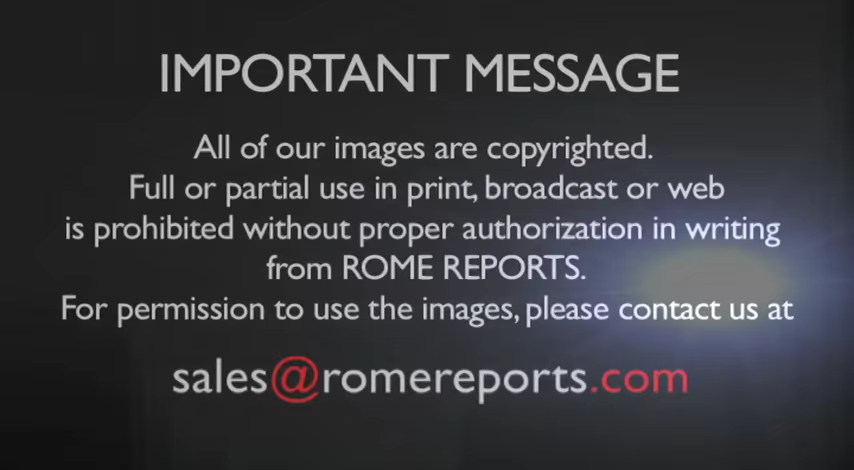 IMPORTANT MESSAGE
All of our images are copyrighted.
Full or partial use in print, broadcast or web
is prohibited without proper authorization in writing
from ROME REPORTS.
For permission to use the images, please contact us at
sales@romereports.com